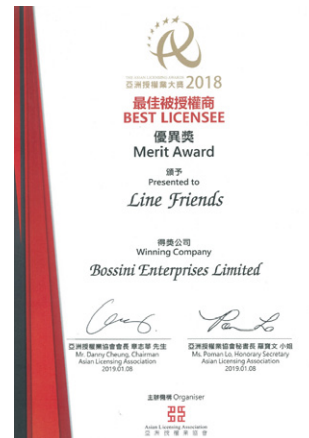 THE ASIAN LICENSING AWARDS
亞洲授權業大獎 2018
最佳被授權商
BEST LICENSEE
優異獎
Merit Award
頒予
Presented to
Line Friends
得獎公司
Winning Company
Bossini Enterprises Limited
亞洲授權業協會會長 章志華 先生
Mr. Danny Cheung, Chairman
Asian Licensing Association
2019.01.08
亞洲授權業協會秘書長 羅寶文 小姐
Ms. Poman Lo, Honorary Secretary
Asian Licensing Association
2019.01.08
主辦機構 Organiser
Asian Licensing Association
亞洲授權業協會